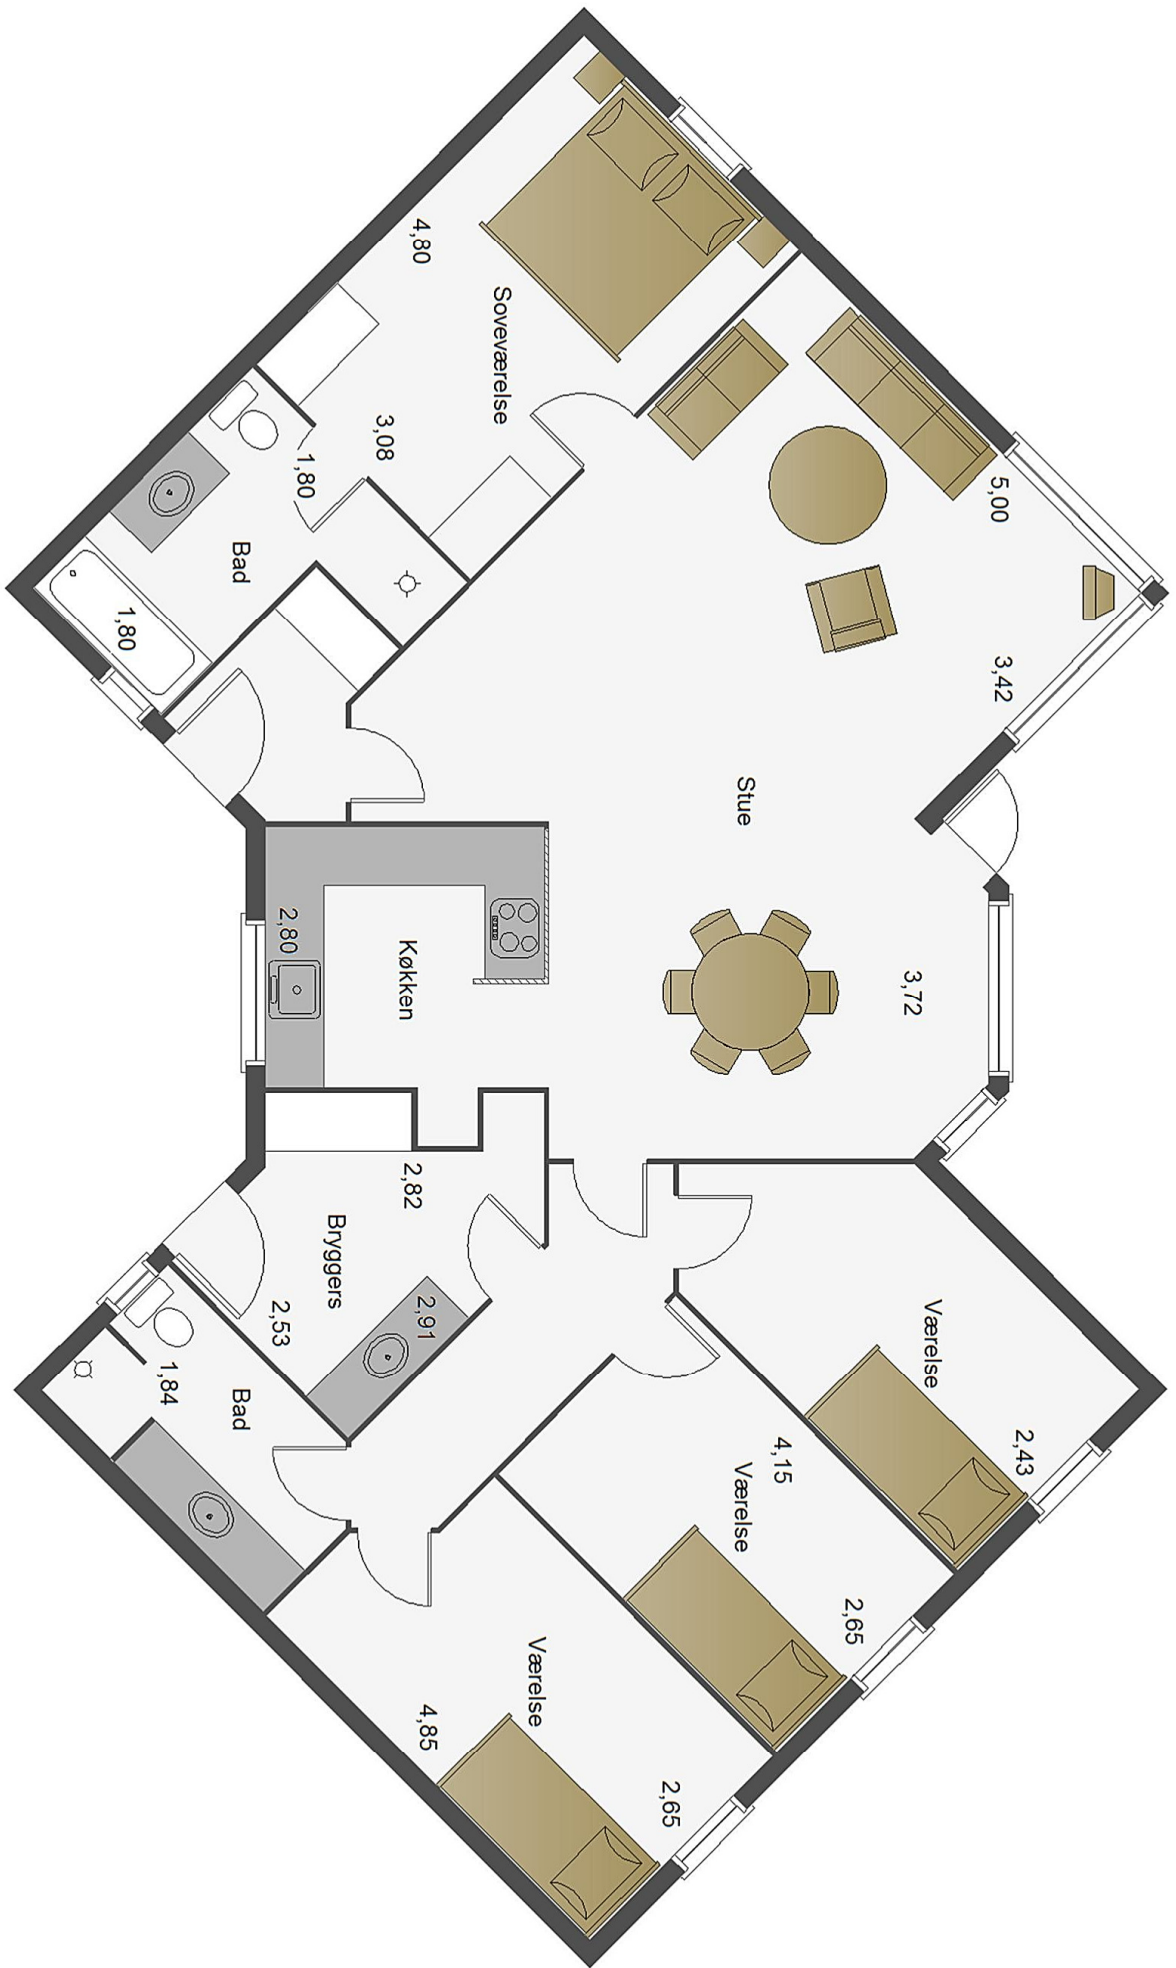 4,80
Soveværelse
3,08
1,80
Bad
1,80
5,00
3,42
Stue
3,72
2,80
Køkken
2,82
Bryggers
2,91
2,53
1,84
Bad
Værelse
2,43
4,15
Værelse
2,65
Værelse
4,85
2,65